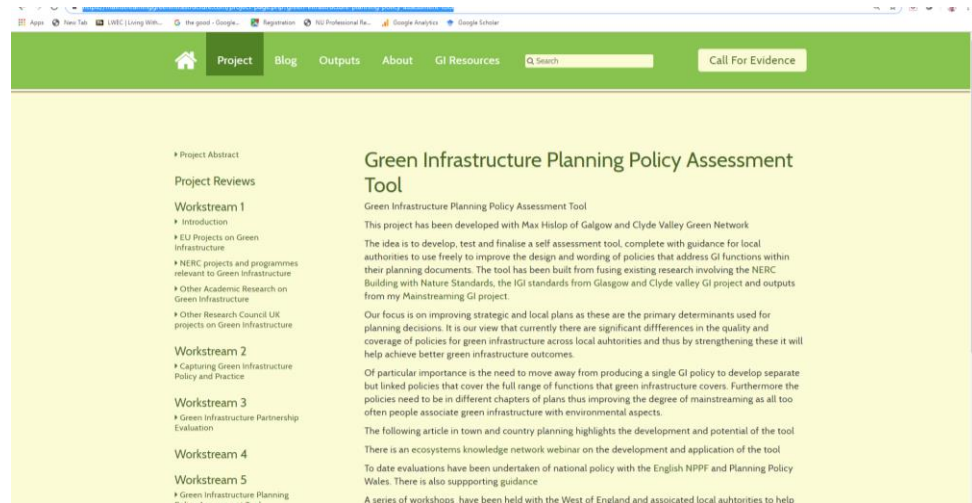 Apps New Tab LWEC (Living With... the good - Google... Registration NU Professional Re... Google Analytics Google Scholar
Project Blog Outputs About GI Resources Search Call For Evidence
Project Abstract
Project Reviews
Workstream 1
Introduction
EU Projects on Green
Infrastructure
NERC projects and programmes
relevant to Green Infrastructure
Other Academic Research on
Green Infrastructure
Other Research Council UK
projects on Green Infrastructure
Workstream 2
Capturing Green Infrastructure
Policy and Practice
Workstream 3
Green Infrastructure Partnership
Evaluation
Workstream 4
Workstream 5
Green Infrastructure Planning
Green Infrastructure Planning Policy Assessment
Tool
Green Infrastructure Planning Policy Assessment Tool
This project has been developed with Max Hislop of Galgow and Clyde Valley Green Network
The idea is to develop, test and finalise a self assessment tool, complete with guidance for local
authorities to use freely to improve the design and wording of policies that address GI functions within
their planning documents. The tool has been built from fusing existing research involving the NERC
Building with Nature Standards, the IGI standards from Glasgow and Clyde valley GI project and outputs
from my Mainstreaming GI project.
Our focus is on improving strategic and local plans as these are the primary determinants used for
planning decisions. It is our view that currently there are significant diffferences in the quality and
coverage of policies for green infrastructure across local auhtorities and thus by strengthening these it will
help achieve better green infrastructure outcomes.
Of particular importance is the need to move away from producing a single GI policy to develop separate
but linked policies that cover the full range of functions that green infrastructure covers. Furthermore the
policies need to be in different chapters of plans thus improving the degree of mainstreaming as all too
often people associate green infrastructure with environmental aspects.
The following article in town and country planning highlights the development and potential of the tool
There is an ecosystems knowledge network webinar on the development and application of the tool
To date evaluations have been undertaken of national policy with the English NPPF and Planning Policy
Wales. There is also suppporting guidance
A series of workshops have been held with the West of England and assoicated local auhtorities to help